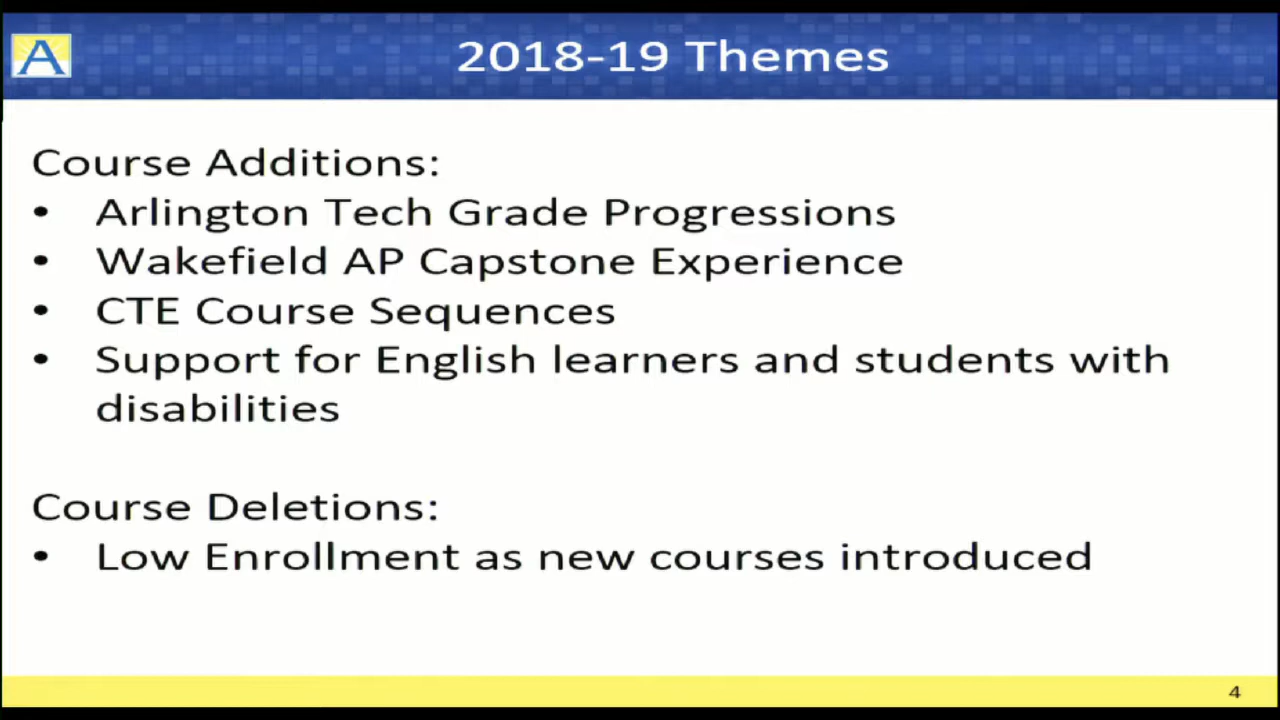 A
2018-19 Themes
Course Additions:
• Arlington Tech Grade Progressions
• Wakefield AP Capstone Experience
• CTE Course Sequences
• Support for English learners and students with
disabilities
Course Deletions:
• Low Enrollment as new courses introduced
4